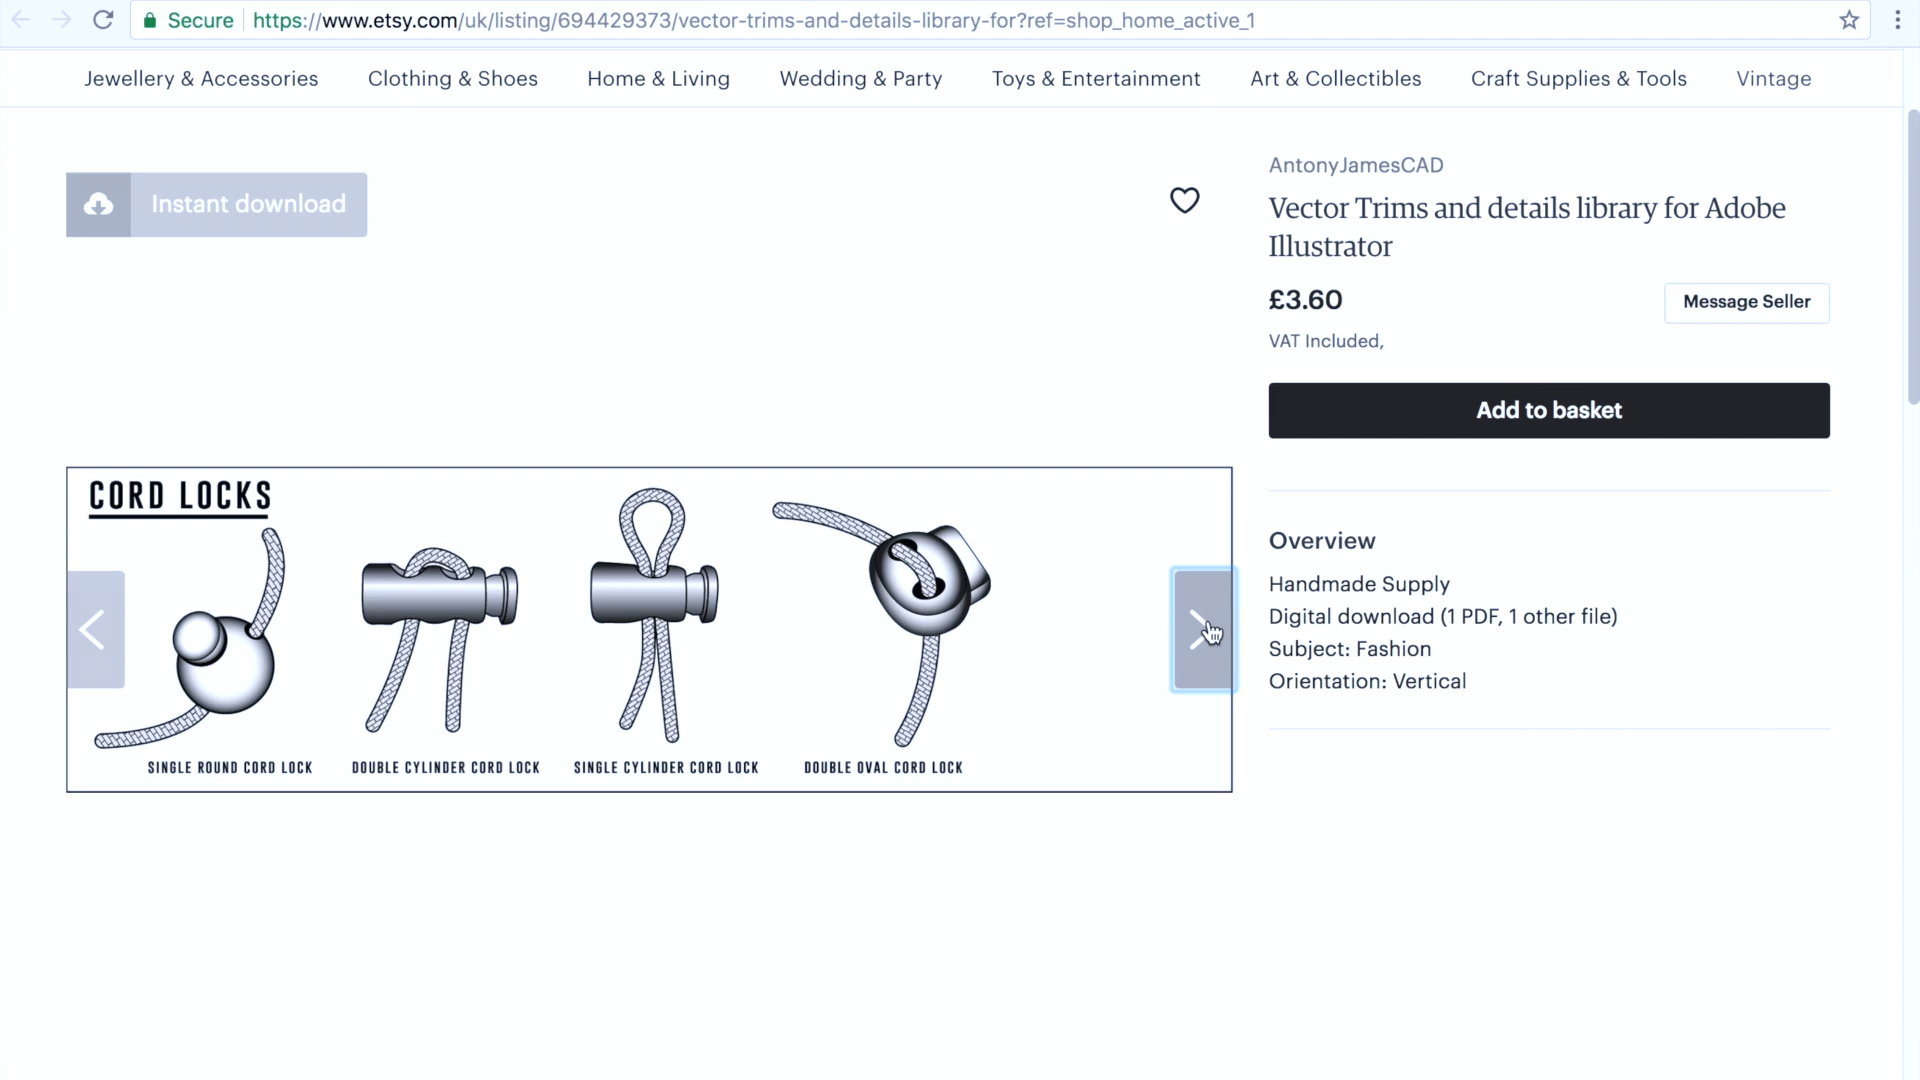 Secure https://www.etsy.com/uk/listing/694429373/vector-trims-and-details-library-for?ref=shop_home_active_1
Jewellery & Accessories Clothing & Shoes Home & Living Wedding & Party Toys & Entertainment Art & Collectibles Craft Supplies & Tools Vintage
Instant download
AntonyJamesCAD
Vector Trims and details library for Adobe
Illustrator
£3.60
Message Seller
VAT Included,
Add to basket
CORD LOCKS
SINGLE ROUND CORD LOCK DOUBLE CYLINDER CORD LOCK SINGLE CYLINDER CORD LOCK DOUBLE OVAL CORD LOCK
Overview
Handmade Supply
Digital download (1 PDF, 1 other file)
Subject: Fashion
Orientation: Vertical